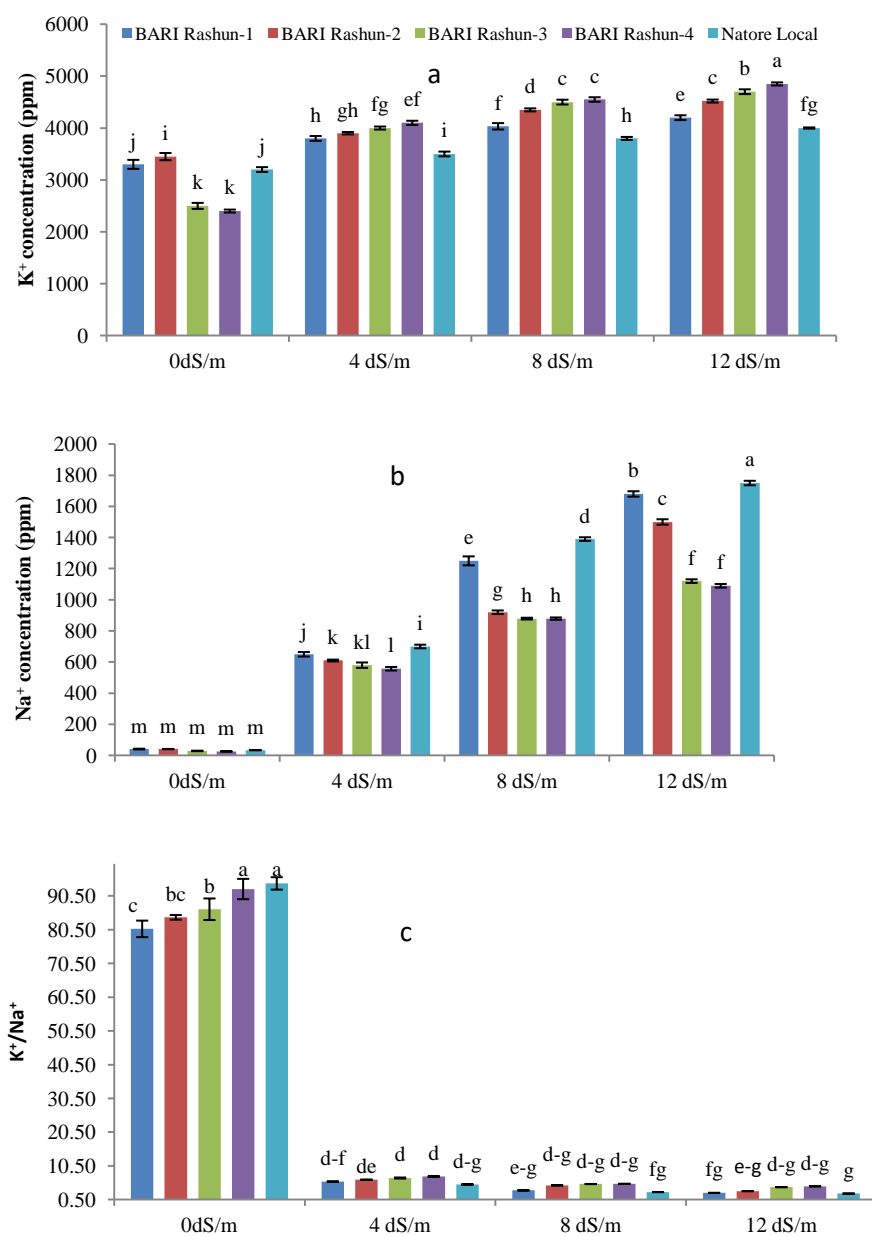 6000
BARI Rashun-1 BARI Rashun-2 BARI Rashun-3 BARI Rashun-4 Natore Local
5000
4000
3000
2000
1000
0
K⁺ concentration (ppm)
a
j i k k j
h gh fg ef i
f d c c h
e c b a fg
0dS/m 4 dS/m 8 dS/m 12 dS/m
2000
1800
1600
1400
1200
1000
800
600
400
200
0
Na⁺ concentration (ppm)
b
m m m m m
j k kl l i
e g h h d
b c f f a
0dS/m 4 dS/m 8 dS/m 12 dS/m
90.50
80.50
70.50
60.50
50.50
40.50
30.50
20.50
10.50
0.50
K⁺/Na⁺
c
c bc b a a
d-f de d d d-g
e-g d-g d-g d-g fg
fg e-g d-g d-g g
0dS/m 4 dS/m 8 dS/m 12 dS/m